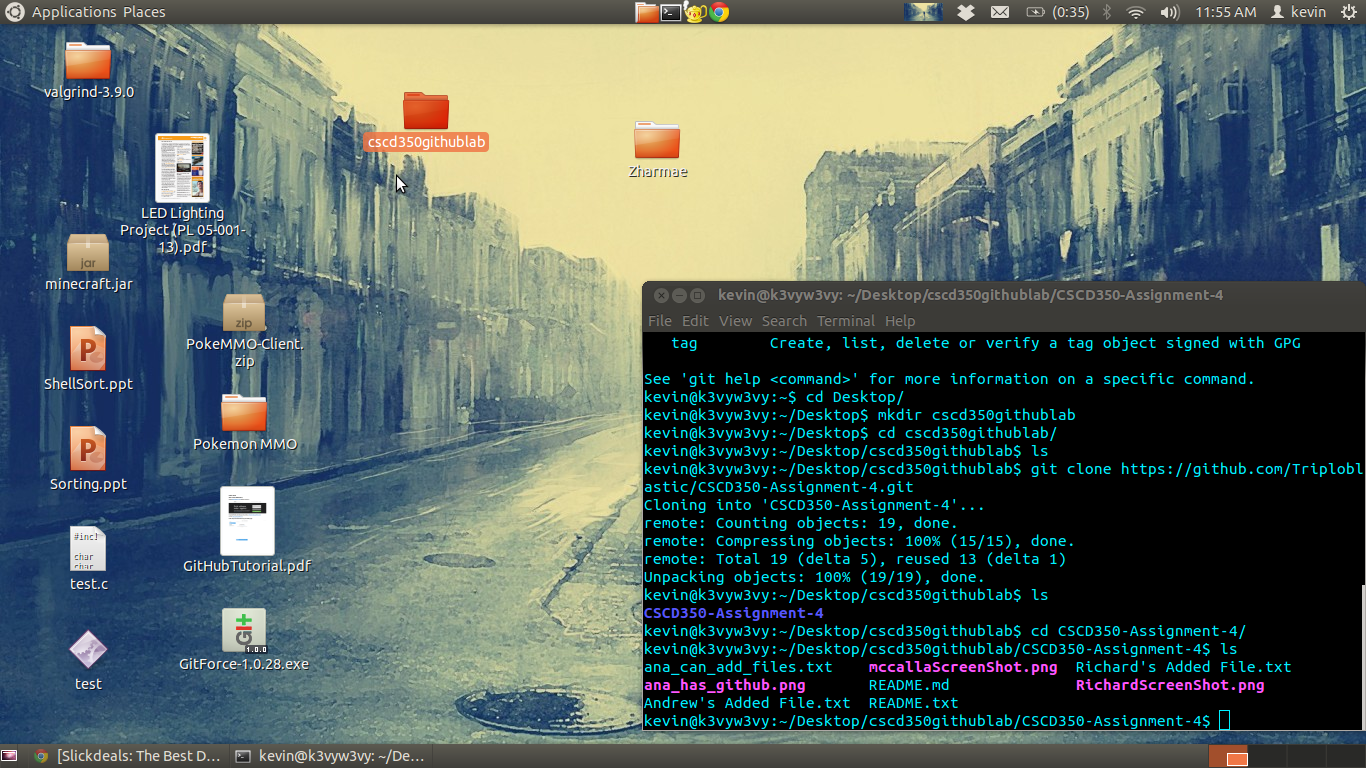 Applications Places
(0:35) 11:55 AM kevin
valgrind-3.9.0
cscd350githublab
Zharmae
LED Lighting
Project (PL 05-001-
13).pdf
jar
minecraft.jar
zip
PokeMMO-Client.
zip
ShellSort.ppt
Pokemon MMO
Sorting.ppt
#incl
char
char
test.c
GitHubTutorial.pdf
1.0.0
GitForce-1.0.28.exe
test
kevin@k3vyw3vy: ~/Desktop/cscd350githublab/CSCD350-Assignment-4
File Edit View Search Terminal Help
tag Create, list, delete or verify a tag object signed with GPG
See 'git help <command>' for more information on a specific command.
kevin@k3vyw3vy:~$ cd Desktop/
kevin@k3vyw3vy:~/Desktop$ mkdir cscd350githublab
kevin@k3vyw3vy:~/Desktop$ cd cscd350githublab/
kevin@k3vyw3vy:~/Desktop/cscd350githublab$ ls
kevin@k3vyw3vy:~/Desktop/cscd350githublab$ git clone https://github.com/Triplobl
astic/CSCD350-Assignment-4.git
Cloning into 'CSCD350-Assignment-4'...
remote: Counting objects: 19, done.
remote: Compressing objects: 100% (15/15), done.
remote: Total 19 (delta 5), reused 13 (delta 1)
Unpacking objects: 100% (19/19), done.
kevin@k3vyw3vy:~/Desktop/cscd350githublab$ ls
CSCD350-Assignment-4
kevin@k3vyw3vy:~/Desktop/cscd350githublab$ cd CSCD350-Assignment-4/
kevin@k3vyw3vy:~/Desktop/cscd350githublab/CSCD350-Assignment-4$ ls
ana_can_add_files.txt mccallaScreenShot.png Richard's Added File.txt
ana_has_github.png README.md RichardScreenShot.png
Andrew's Added File.txt README.txt
kevin@k3vyw3vy:~/Desktop/cscd350githublab/CSCD350-Assignment-4$
[Slickdeals: The Best D... kevin@k3vyw3vy: ~/De...